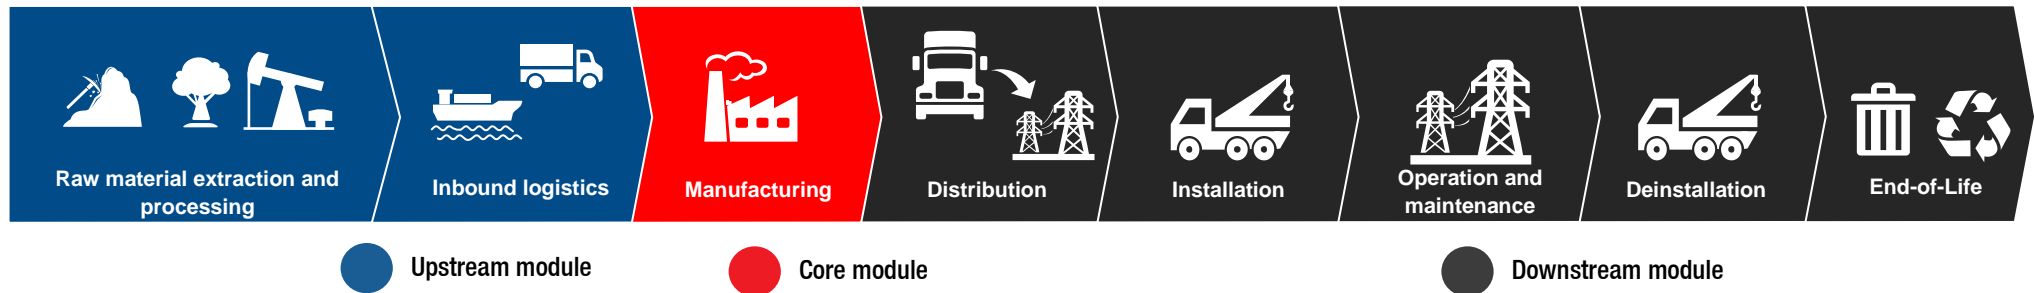 Raw material extraction and
processing
Inbound logistics
Manufacturing
Distribution
Installation
Operation and
maintenance
Deinstallation
End-of-Life
Upstream module
Core module
Downstream module